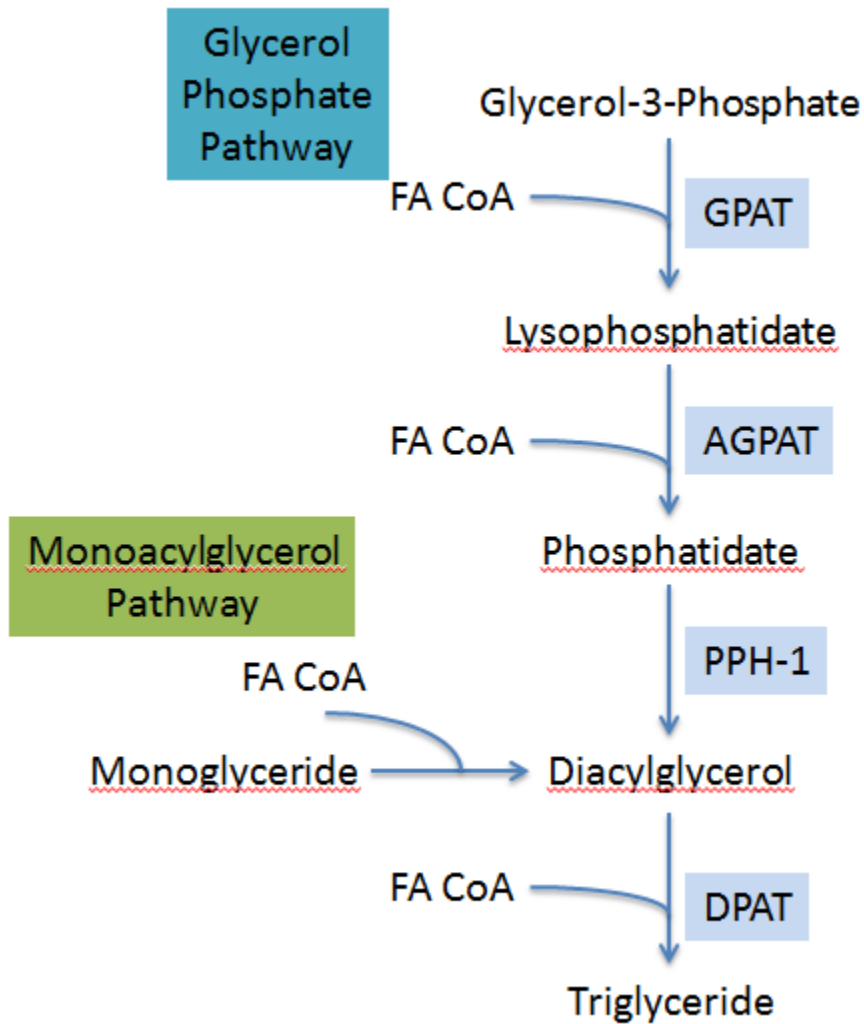 Glycerol
Phosphate
Pathway
Glycerol-3-Phosphate
FA CoA
GPAT
Lysophosphatidate
FA CoA
AGPAT
Monoacylglycerol
Pathway
Phosphatidate
PPH-1
FA CoA
Monoglyceride
Diacylglycerol
FA CoA
DPAT
Triglyceride